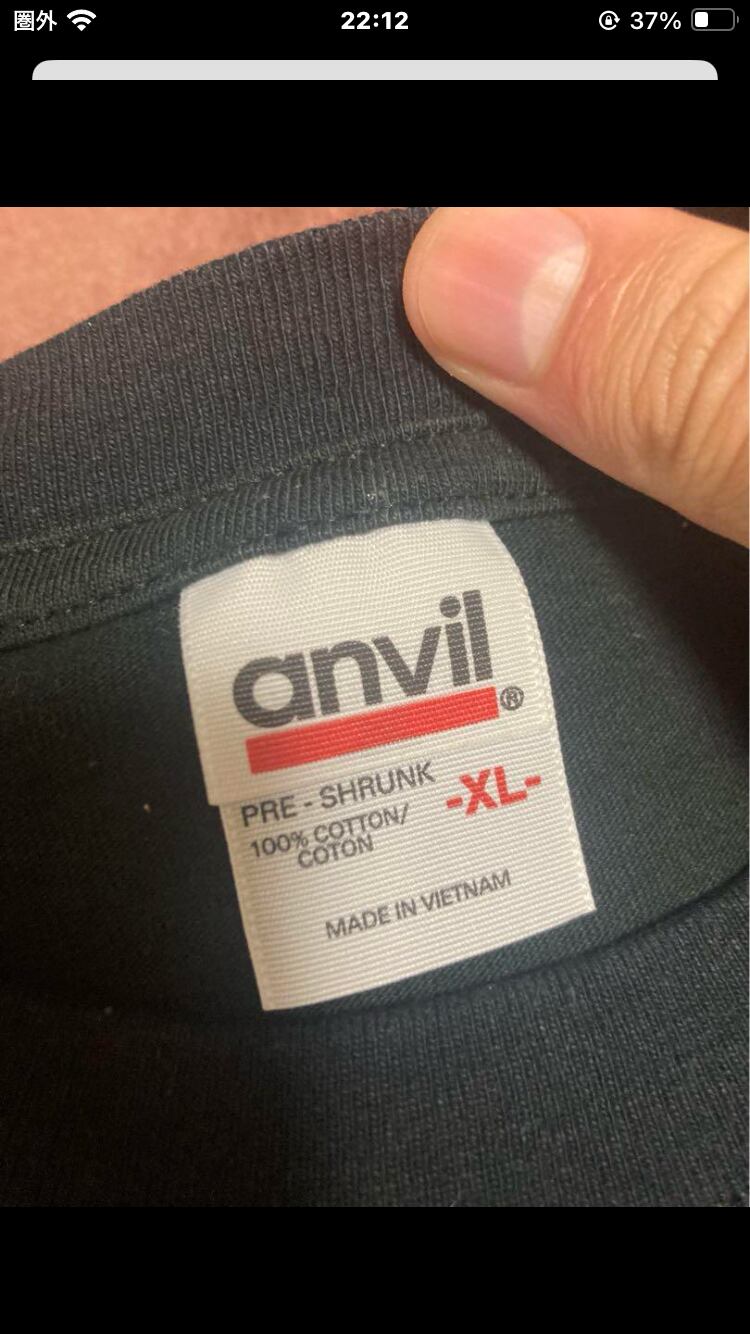 圏外 22:12 37%
anvil®
PRE - SHRUNK
-XL-
100% COTTON/
COTON
MADE IN VIETNAM